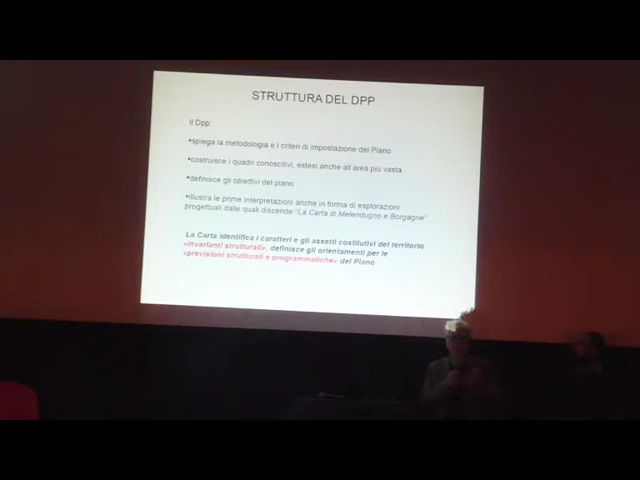 STRUTTURA DEL DPP
Il Dpp:
•spiega la metodologia e i criteri di impostazione del Piano
•costruisce i quadri conoscitivi, estesi anche all'area più vasta
•definisce gli obiettivi del piano
•illustra le prime interpretazioni anche in forma di esplorazioni
progettuali dalle quali discende "La Carta di Melendugno e Borgagne"
La Carta identifica i caratteri e gli assetti costitutivi del territorio
«invarianti strutturali», definisce gli orientamenti per le
«previsioni strutturali e programmatiche» del Piano